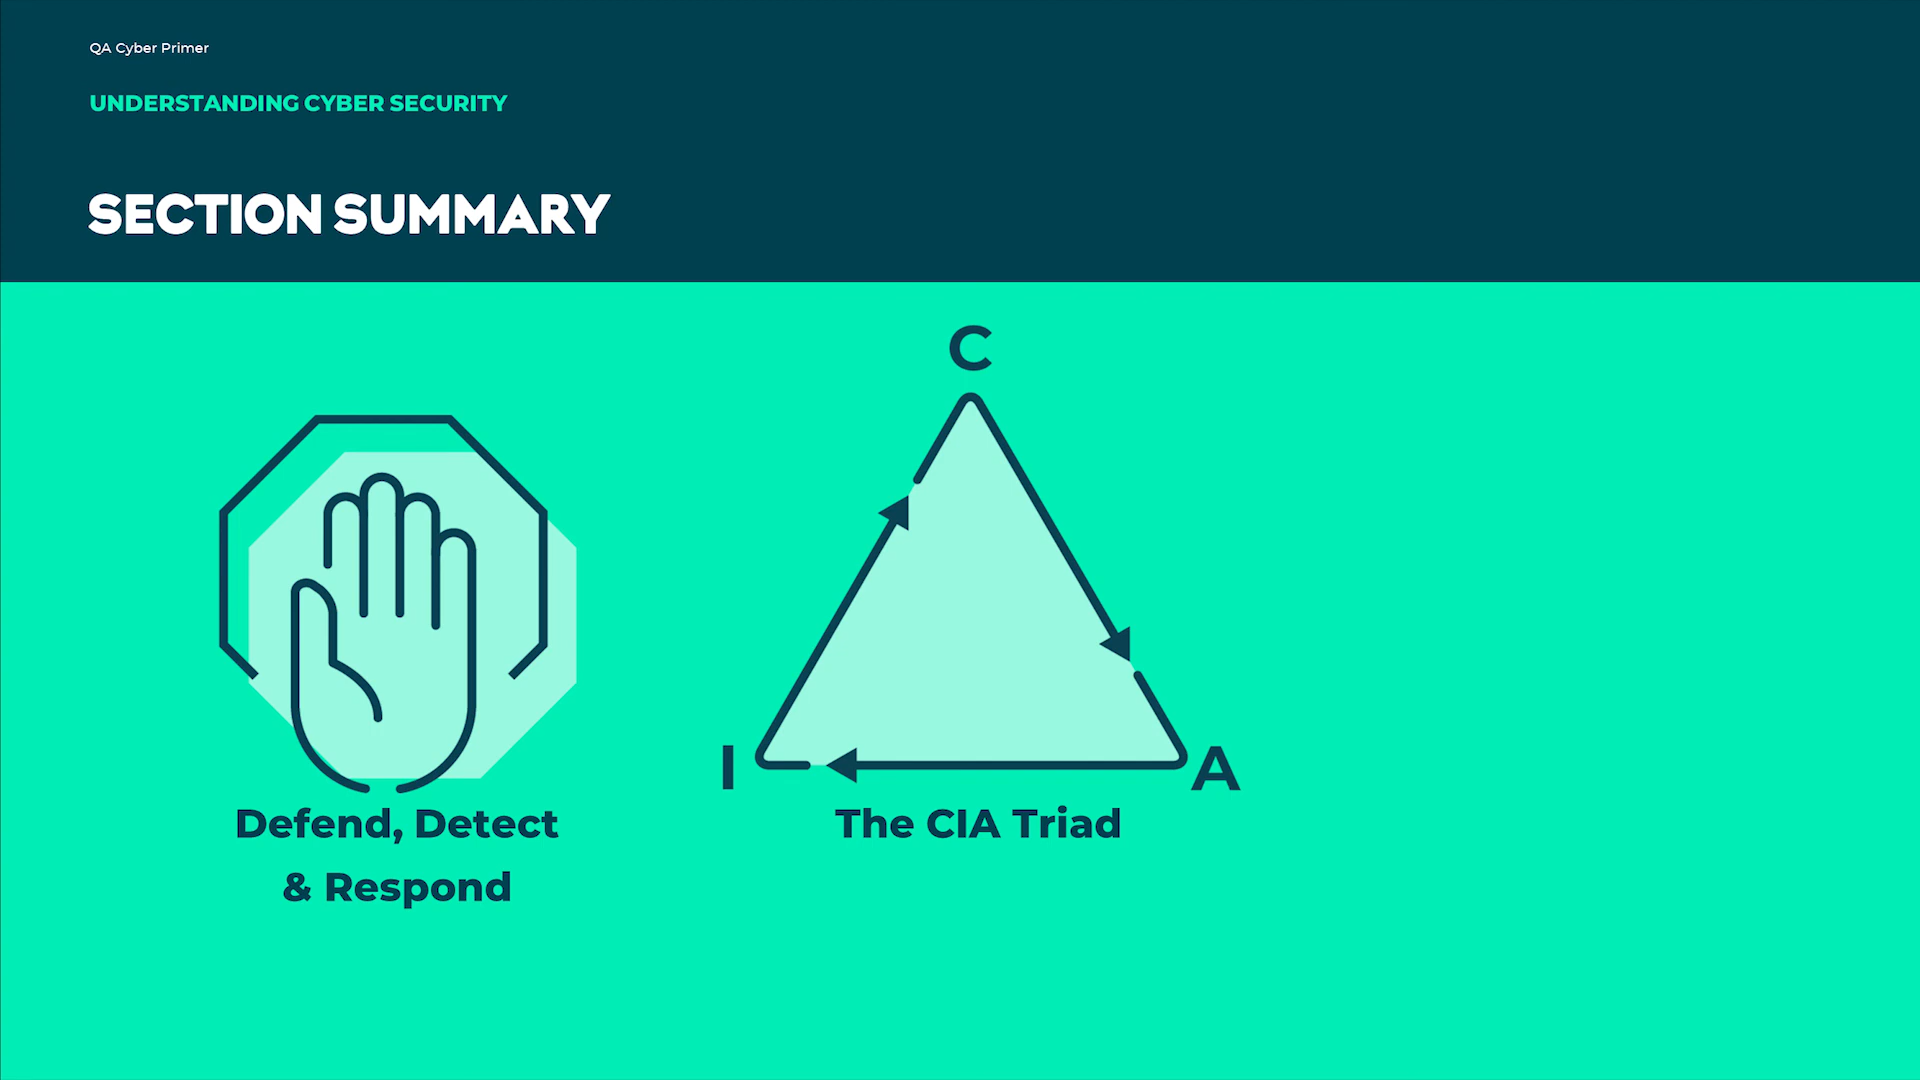 QA Cyber Primer
UNDERSTANDING CYBER SECURITY
SECTION SUMMARY
C
I
A
Defend, Detect
& Respond
The CIA Triad